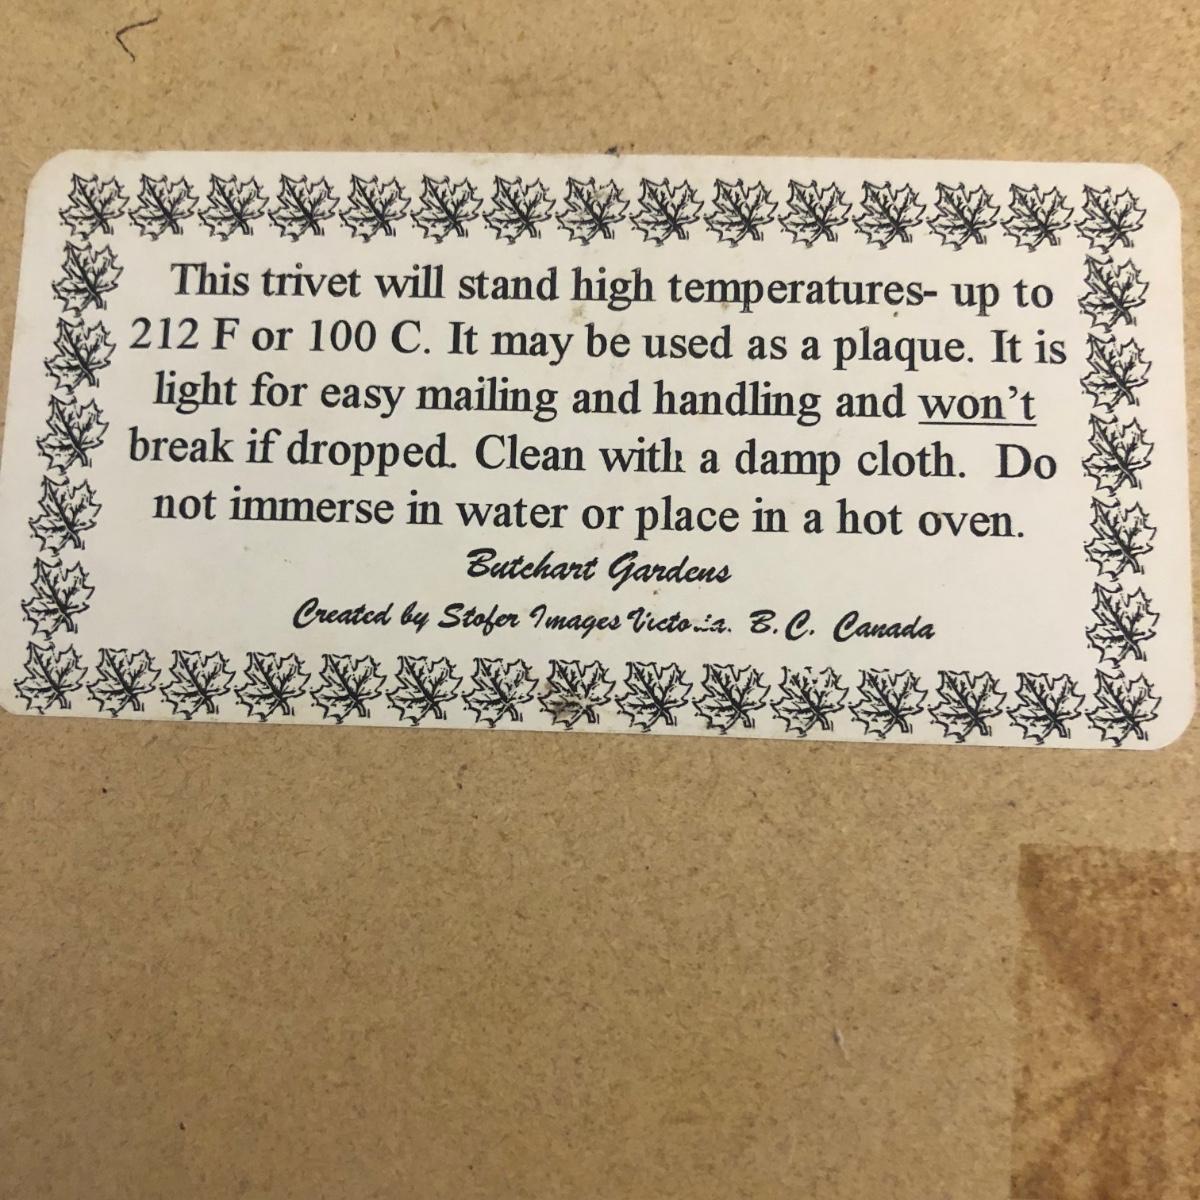 This trivet will stand high temperatures- up to
212 F or 100 C. It may be used as a plaque. It is
light for easy mailing and handling and won't
break if dropped. Clean with a damp cloth. Do
not immerse in water or place in a hot oven.
Butchart Gardens
Created by Stofer Images Victoria. B.C. Canada